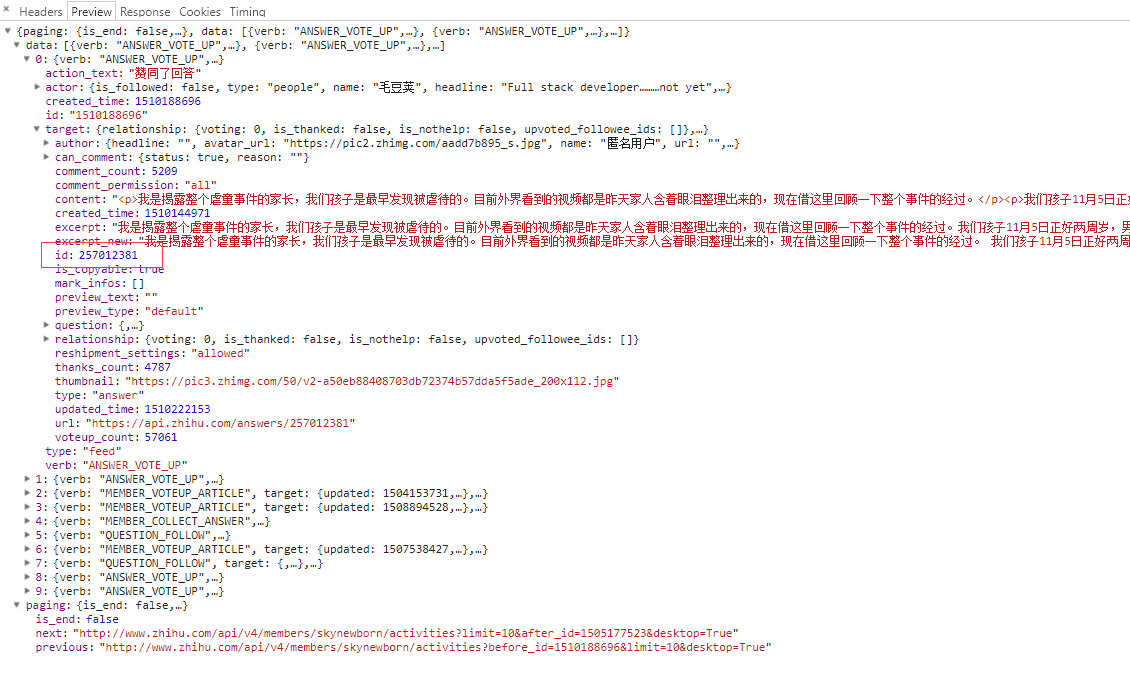 × Headers Preview Response Cookies Timing
▼ {paging: {is_end: false,…}, data: [{verb: "ANSWER_VOTE_UP",…}, {verb: "ANSWER_VOTE_UP",…},…]}
▼ data: [{verb: "ANSWER_VOTE_UP",…}, {verb: "ANSWER_VOTE_UP",…},…]
▼ 0: {verb: "ANSWER_VOTE_UP",…}
action_text: "赞同了回答"
▶ actor: {is_followed: false, type: "people", name: "毛豆荚", headline: "Full stack developer………not yet",…}
created_time: 1510188696
id: "1510188696"
▼ target: {relationship: {voting: 0, is_thanked: false, is_nothelp: false, upvoted_followee_ids: []},…}
▶ author: {headline: "", avatar_url: "https://pic2.zhimg.com/aadd7b895_s.jpg", name: "匿名用户", url: "",…}
▶ can_comment: {status: true, reason: ""}
comment_count: 5209
comment_permission: "all"
content: "<p>我是揭露整个虐童事件的家长，我们孩子是最早发现被虐待的。目前外界看到的视频都是昨天家人含着眼泪整理出来的，现在借这里回顾一下整个事件的经过。</p><p>我们孩子11月5日正好
created_time: 1510144971
excerpt: "我是揭露整个虐童事件的家长，我们孩子是最早发现被虐待的。目前外界看到的视频都是昨天家人含着眼泪整理出来的，现在借这里回顾一下整个事件的经过。我们孩子11月5日正好两周岁，男
excerpt_new: "我是揭露整个虐童事件的家长，我们孩子是最早发现被虐待的。目前外界看到的视频都是昨天家人含着眼泪整理出来的，现在借这里回顾一下整个事件的经过。 我们孩子11月5日正好两周
id: 257012381
is_copyable: true
mark_infos: []
preview_text: ""
preview_type: "default"
▶ question: {,…}
▶ relationship: {voting: 0, is_thanked: false, is_nothelp: false, upvoted_followee_ids: []}
reshipment_settings: "allowed"
thanks_count: 4787
thumbnail: "https://pic3.zhimg.com/50/v2-a50eb88408703db72374b57dda5f5ade_200x112.jpg"
type: "answer"
updated_time: 1510222153
url: "https://api.zhihu.com/answers/257012381"
voteup_count: 57061
type: "feed"
verb: "ANSWER_VOTE_UP"
▶ 1: {verb: "ANSWER_VOTE_UP",…}
▶ 2: {verb: "MEMBER_VOTEUP_ARTICLE", target: {updated: 1504153731,…},…}
▶ 3: {verb: "MEMBER_VOTEUP_ARTICLE", target: {updated: 1508894528,…},…}
▶ 4: {verb: "MEMBER_COLLECT_ANSWER",…}
▶ 5: {verb: "QUESTION_FOLLOW",…}
▶ 6: {verb: "MEMBER_VOTEUP_ARTICLE", target: {updated: 1507538427,…},…}
▶ 7: {verb: "QUESTION_FOLLOW", target: {,…},…}
▶ 8: {verb: "ANSWER_VOTE_UP",…}
▶ 9: {verb: "ANSWER_VOTE_UP",…}
▼ paging: {is_end: false,…}
is_end: false
next: "http://www.zhihu.com/api/v4/members/skynewborn/activities?limit=10&after_id=1505177523&desktop=True"
previous: "http://www.zhihu.com/api/v4/members/skynewborn/activities?before_id=1510188696&limit=10&desktop=True"